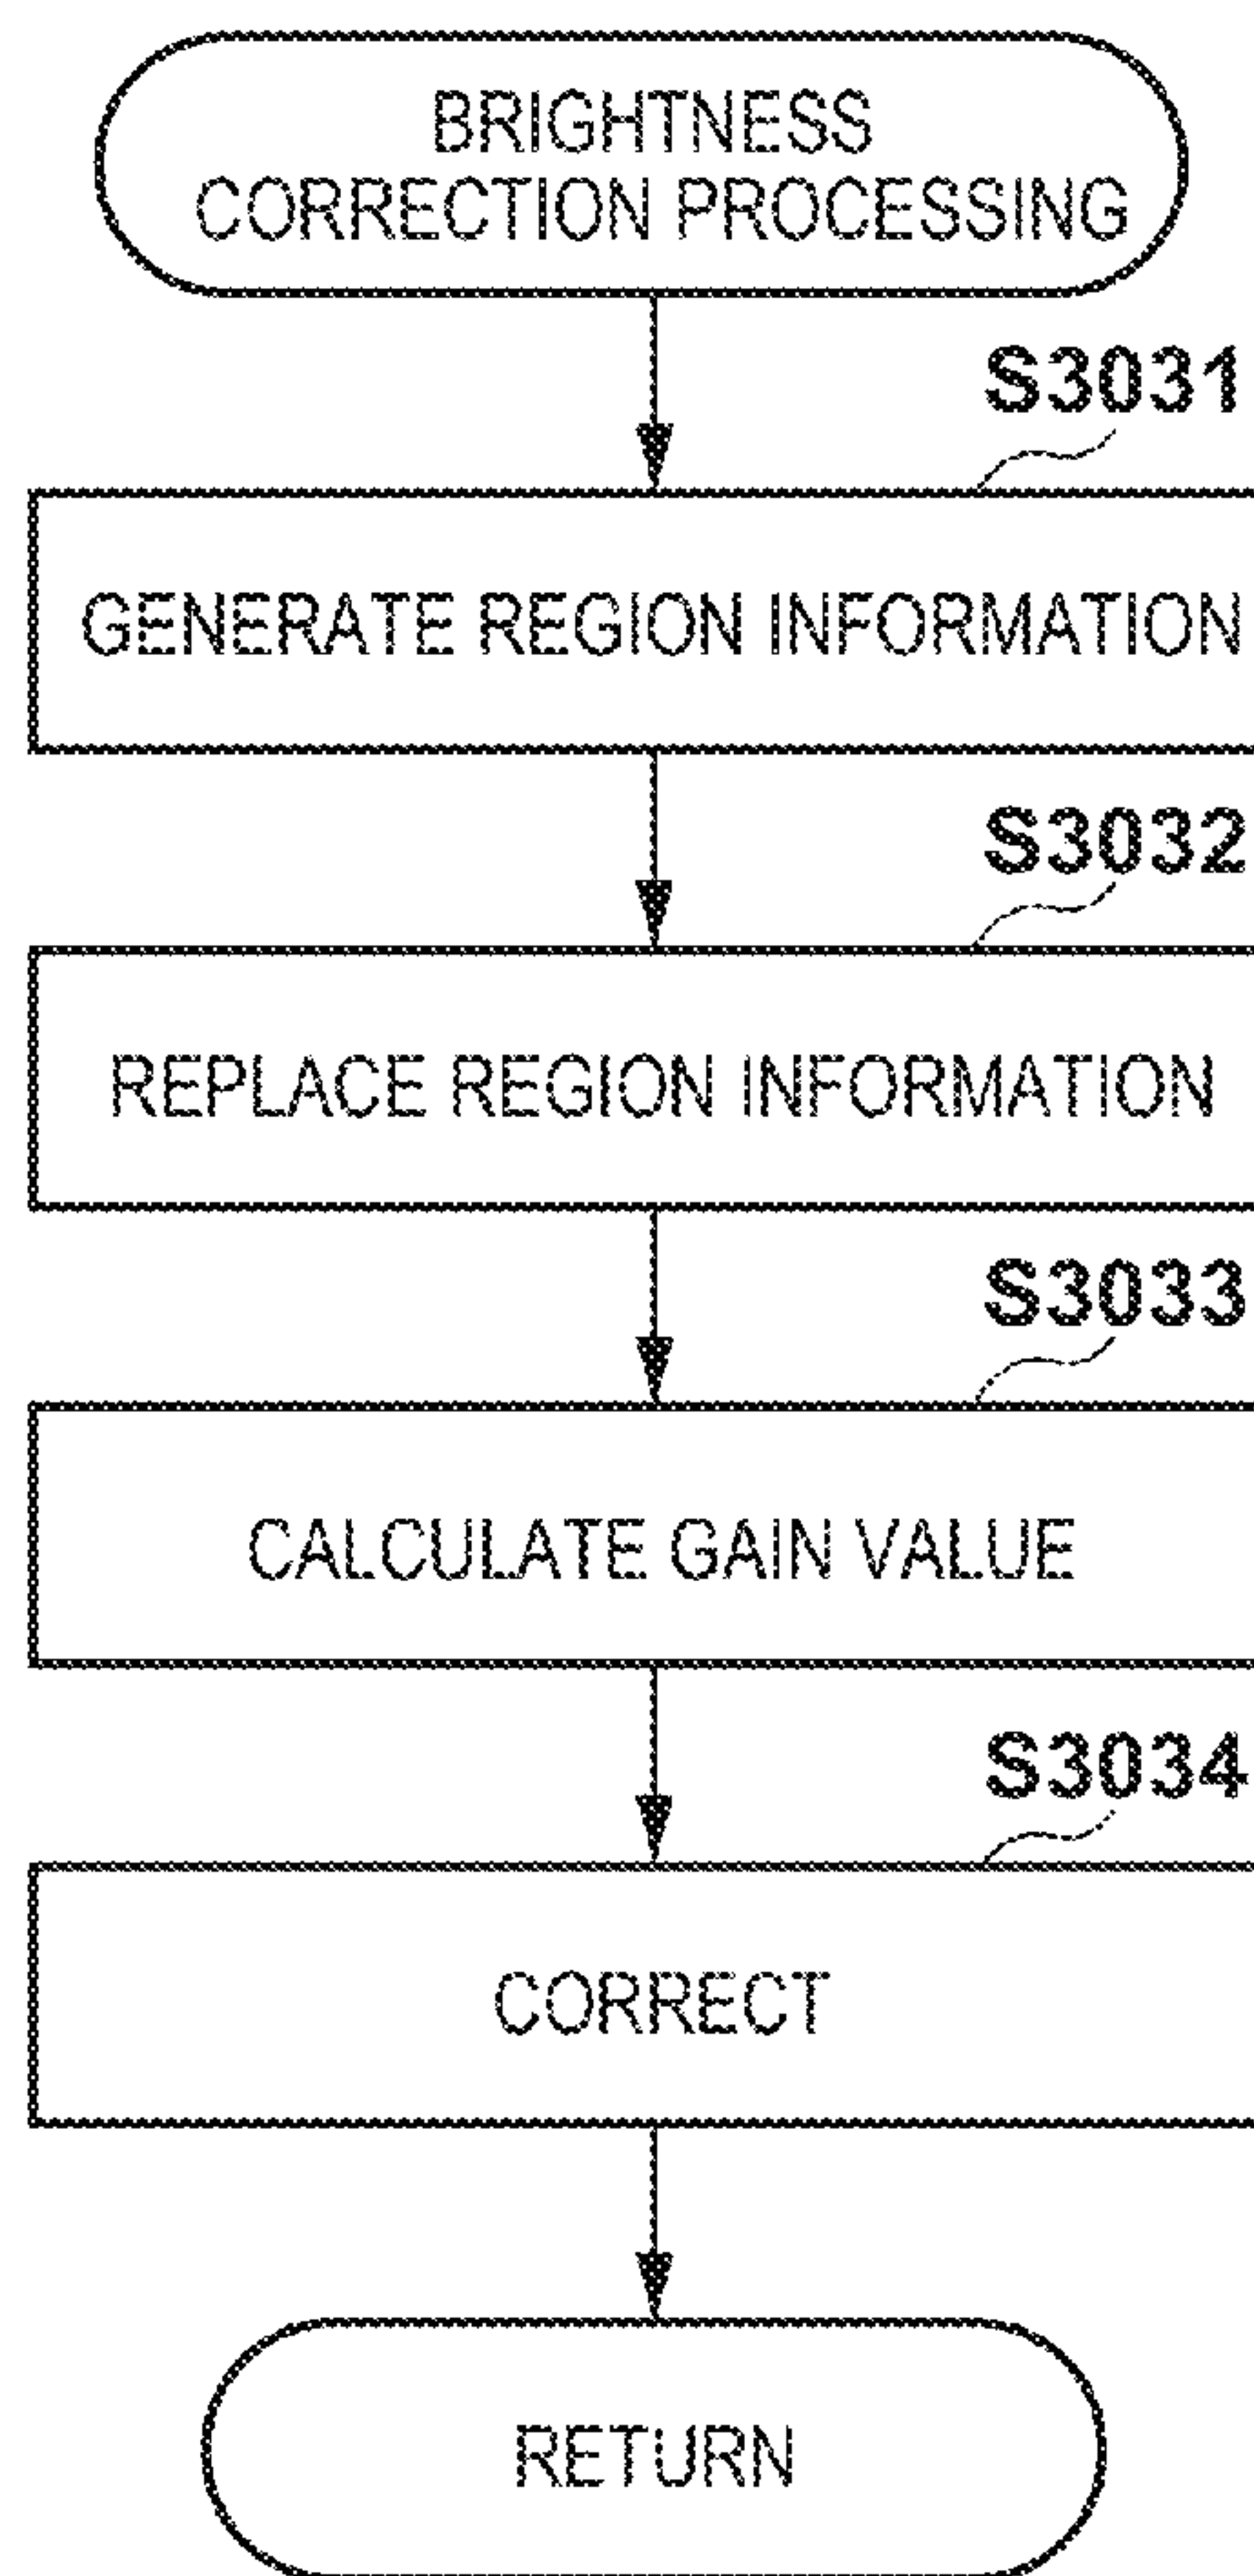 BRIGHTNESS
CORRECTION PROCESSING
S3031
GENERATE REGION INFORMATION
S3032
REPLACE REGION INFORMATION
S3033
CALCULATE GAIN VALUE
S3034
CORRECT
RETURN